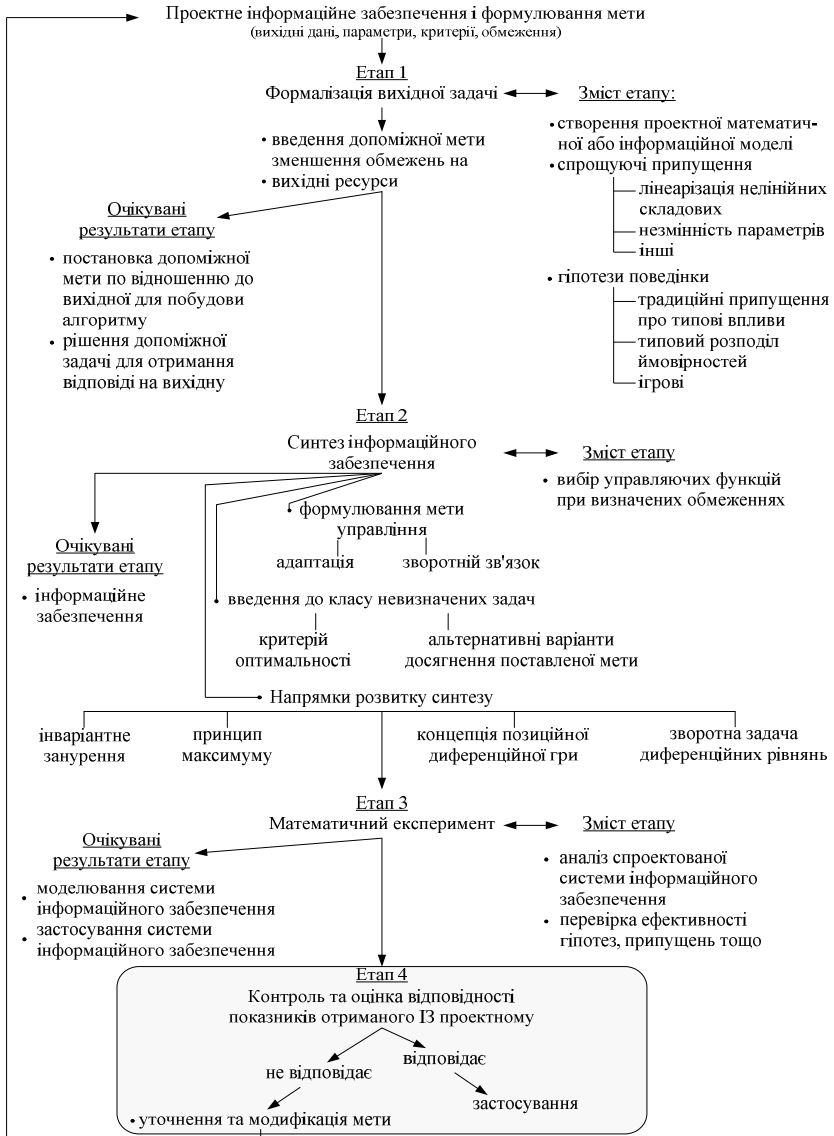 Проектне інформаційне забезпечення і формулювання мети
(вихідні дані, параметри, критерії, обмеження)
Етап 1
Формалізація вихідної задачі
Зміст етапу:
• створення проектної математич-
ної або інформаційної моделі
• спрощуючі припущення
лінеарізація нелінійних
складових
незмінність параметрів
інші
• гіпотези поведінки
традиційні припущення
про типові впливи
типовий розподіл
ймовірностей
ігрові
• введення допоміжної мети
зменшення обмежень на
• вихідні ресурси
Очікувані
результати етапу
• постановка допоміжної
мети по відношенню до
вихідної для побудови
алгоритму
• рішення допоміжної
задачі для отримання
відповіді на вихідну
Етап 2
Синтез інформаційного
забезпечення
Зміст етапу
• вибір управляючих функцій
при визначених обмеженнях
Очікувані
результати етапу
• інформаційне
забезпечення
• формулювання мети
управління
адаптація
зворотній зв'язок
• введення до класу невизначених задач
критерій
оптимальності
альтернативні варіанти
досягнення поставленої мети
• Напрямки розвитку синтезу
інваріантне
занурення
принцип
максимуму
концепція позиційної
диференційної гри
зворотна задача
диференційних рівнянь
Етап 3
Математичний експеримент
Зміст етапу
• аналіз спроектованої
системи інформаційного
забезпечення
• перевірка ефективності
гіпотез, припущень тощо
Очікувані
результати етапу
• моделювання системи
інформаційного забезпечення
• застосування системи
інформаційного забезпечення
Етап 4
Контроль та оцінка відповідності
показників отриманого ІЗ проектному
не відповідає
відповідає
застосування
• уточнення та модифікація мети